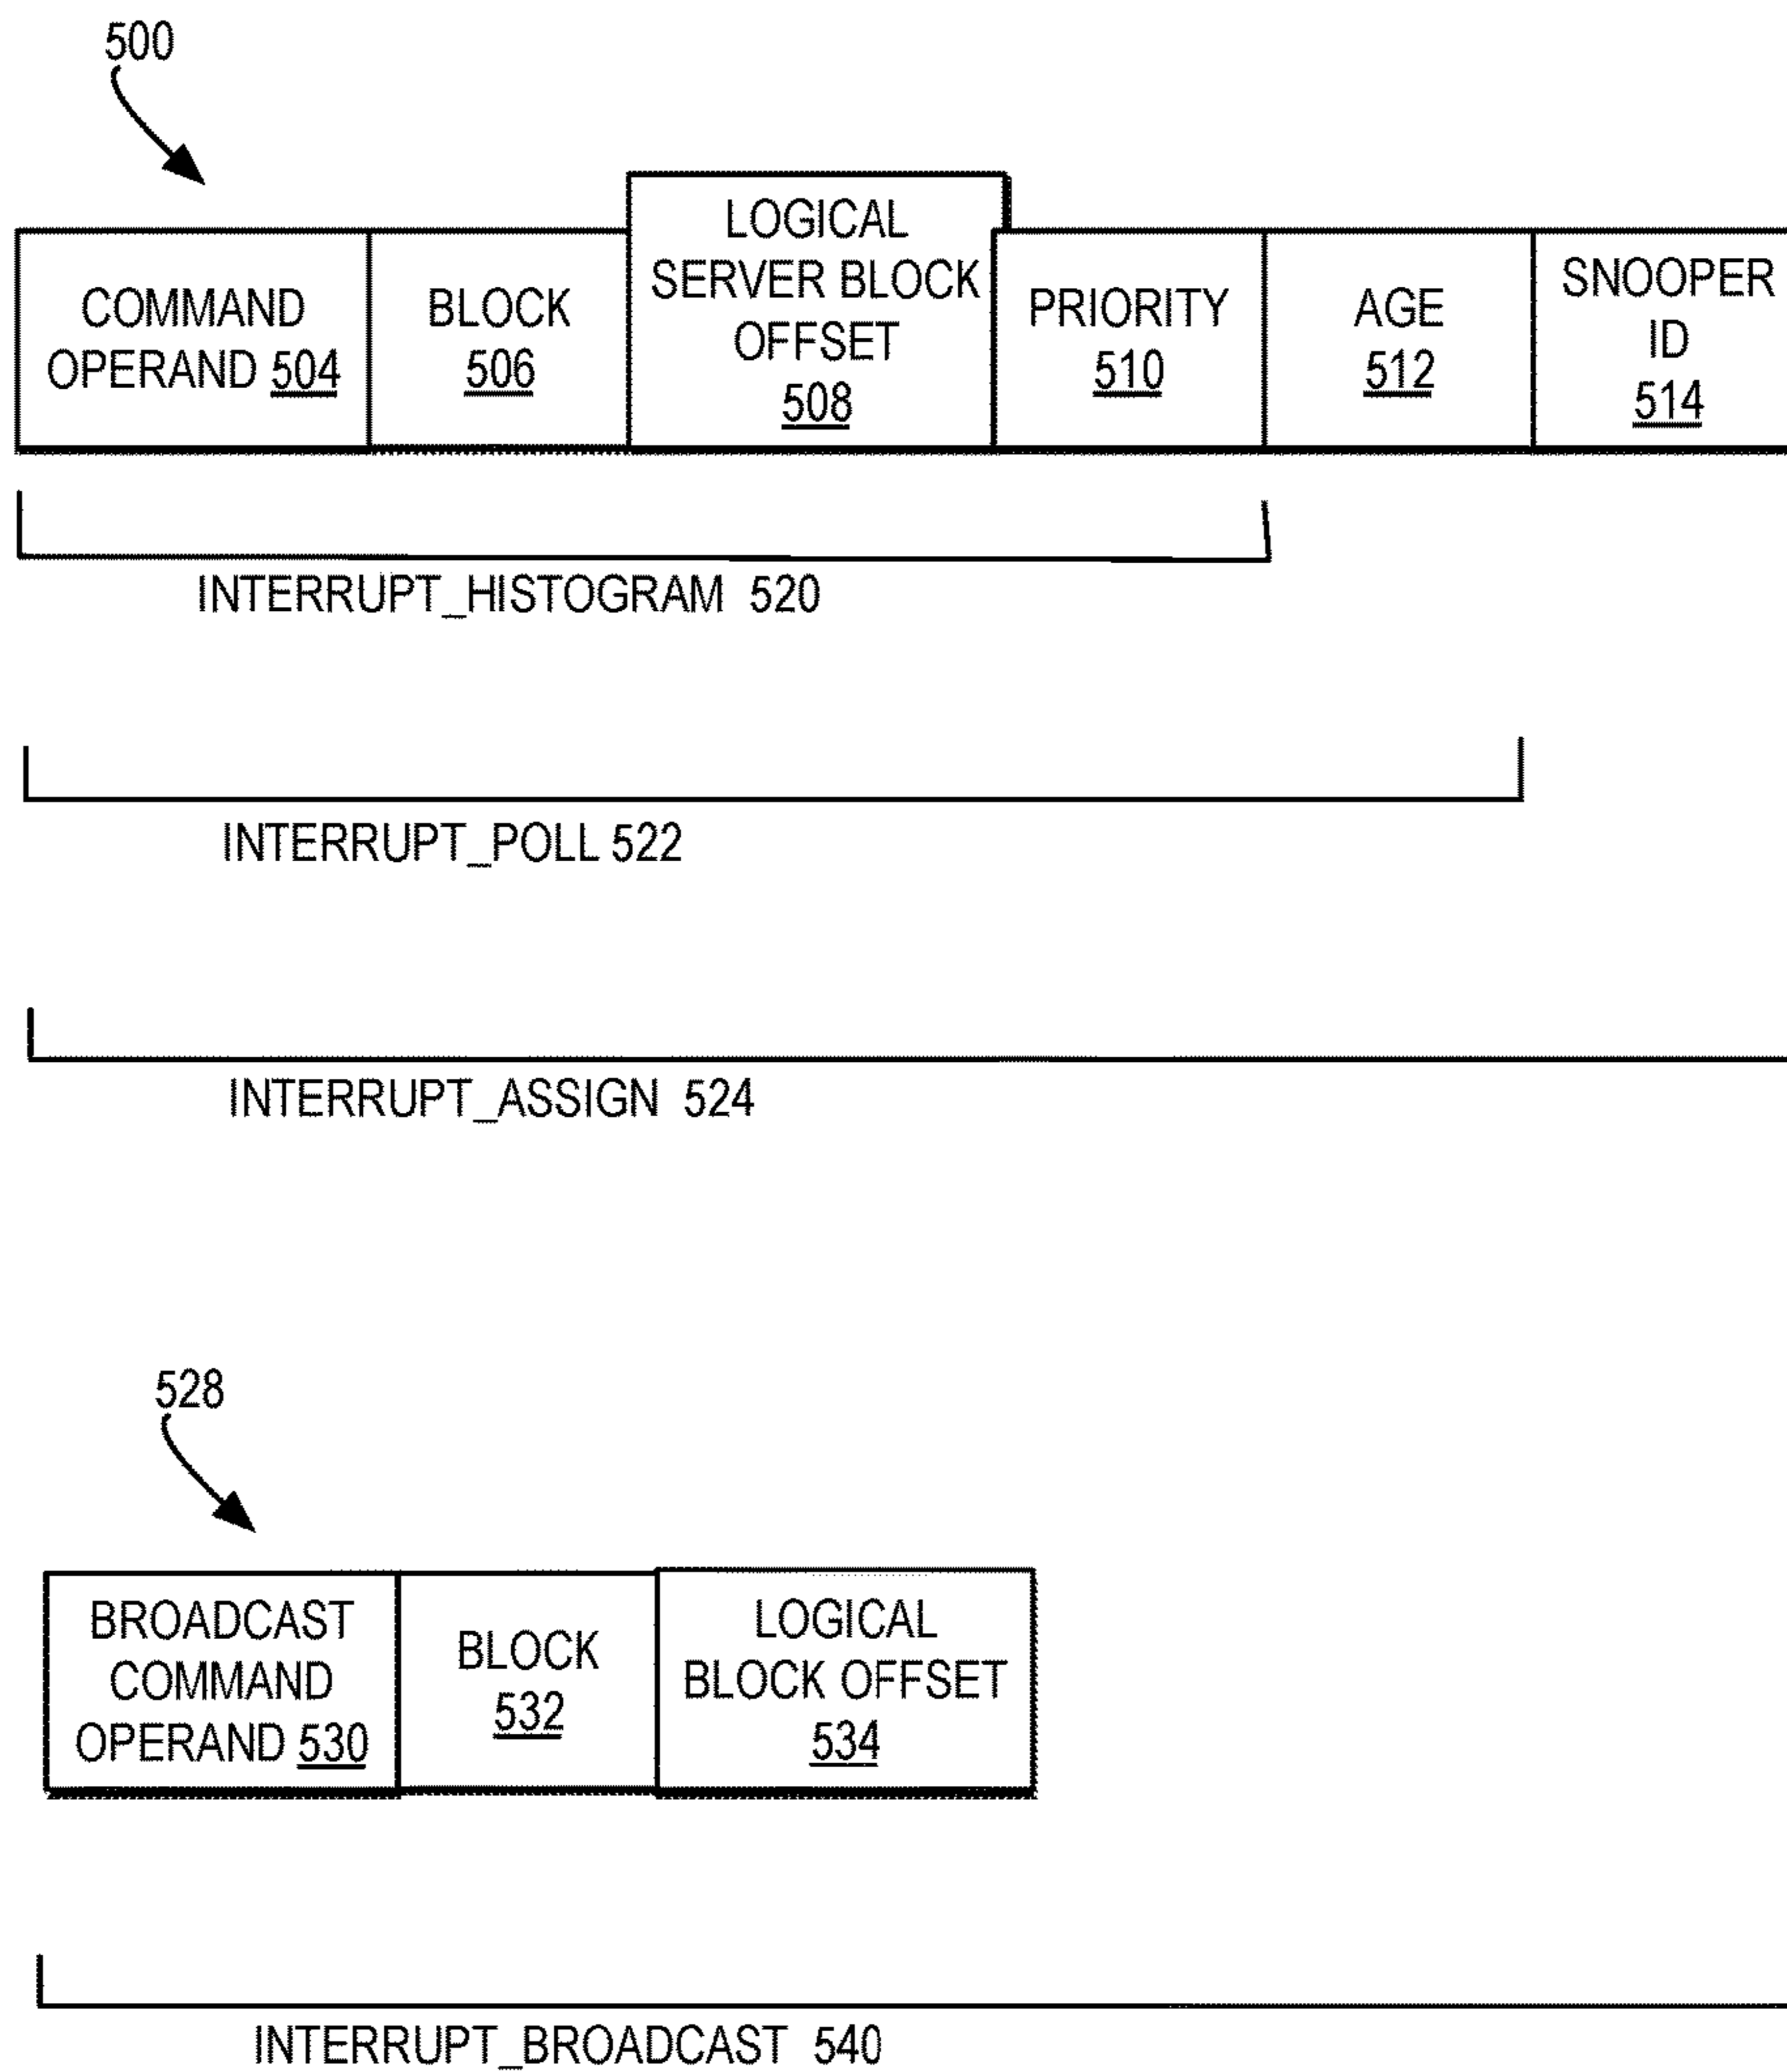 500
COMMAND
OPERAND 504
BLOCK
506
LOGICAL
SERVER BLOCK
OFFSET
508
PRIORITY
510
AGE
512
SNOOPER
ID
514
INTERRUPT_HISTOGRAM 520
INTERRUPT_POLL 522
INTERRUPT_ASSIGN 524
528
BROADCAST
COMMAND
OPERAND 530
BLOCK
532
LOGICAL
BLOCK OFFSET
534
INTERRUPT_BROADCAST 540